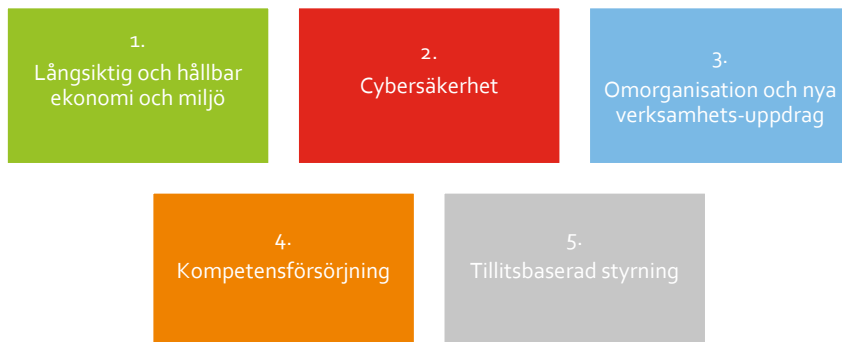 1.
Långsiktig och hållbar
ekonomi och miljö
2.
Cybersäkerhet
3.
Omorganisation och nya
verksamhets-uppdrag
4.
Kompetensförsörjning
5.
Tillitsbaserad styrning